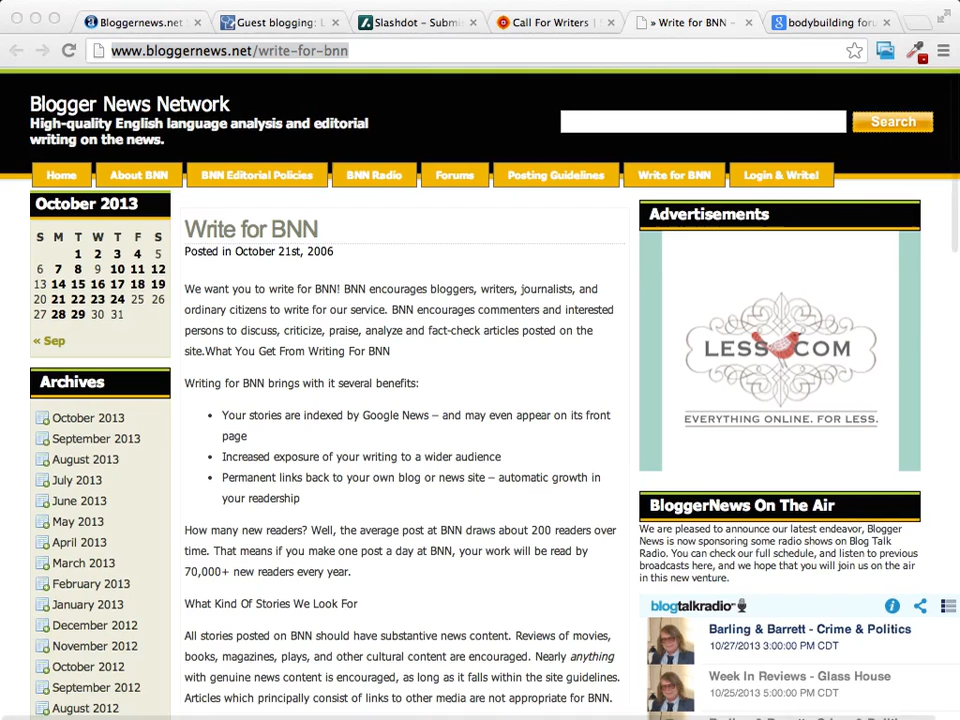 Bloggernews.net
Guest blogging: L
Slashdot – Submi
Call For Writers |
» Write for BNN –
bodybuilding foru
www.bloggernews.net/write-for-bnn
Blogger News Network
High-quality English language analysis and editorial
writing on the news.
Search
Home
About BNN
BNN Editorial Policies
BNN Radio
Forums
Posting Guidelines
Write for BNN
Login & Write!
October 2013
S M T W T F S
1 2 3 4 5
6 7 8 9 10 11 12
13 14 15 16 17 18 19
20 21 22 23 24 25 26
27 28 29 30 31
« Sep
Archives
October 2013
September 2013
August 2013
July 2013
June 2013
May 2013
April 2013
March 2013
February 2013
January 2013
December 2012
November 2012
October 2012
September 2012
August 2012
Write for BNN
Posted in October 21st, 2006
We want you to write for BNN! BNN encourages bloggers, writers, journalists, and
ordinary citizens to write for our service. BNN encourages commenters and interested
persons to discuss, criticize, praise, analyze and fact-check articles posted on the
site.What You Get From Writing For BNN
Writing for BNN brings with it several benefits:
• Your stories are indexed by Google News – and may even appear on its front
page
• Increased exposure of your writing to a wider audience
• Permanent links back to your own blog or news site – automatic growth in
your readership
How many new readers? Well, the average post at BNN draws about 200 readers over
time. That means if you make one post a day at BNN, your work will be read by
70,000+ new readers every year.
What Kind Of Stories We Look For
All stories posted on BNN should have substantive news content. Reviews of movies,
books, magazines, plays, and other cultural content are encouraged. Nearly anything
with genuine news content is encouraged, as long as it falls within the site guidelines.
Articles which principally consist of links to other media are not appropriate for BNN.
Advertisements
LESS COM
EVERYTHING ONLINE. FOR LESS.
BloggerNews On The Air
We are pleased to announce our latest endeavor, Blogger
News is now sponsoring some radio shows on Blog Talk
Radio. You can check our full schedule, and listen to previous
broadcasts here, and we hope that you will join us on the air
in this new venture.
blogtalkradio
Barling & Barrett - Crime & Politics
10/27/2013 3:00:00 PM CDT
Week In Reviews - Glass House
10/25/2013 5:00:00 PM CDT